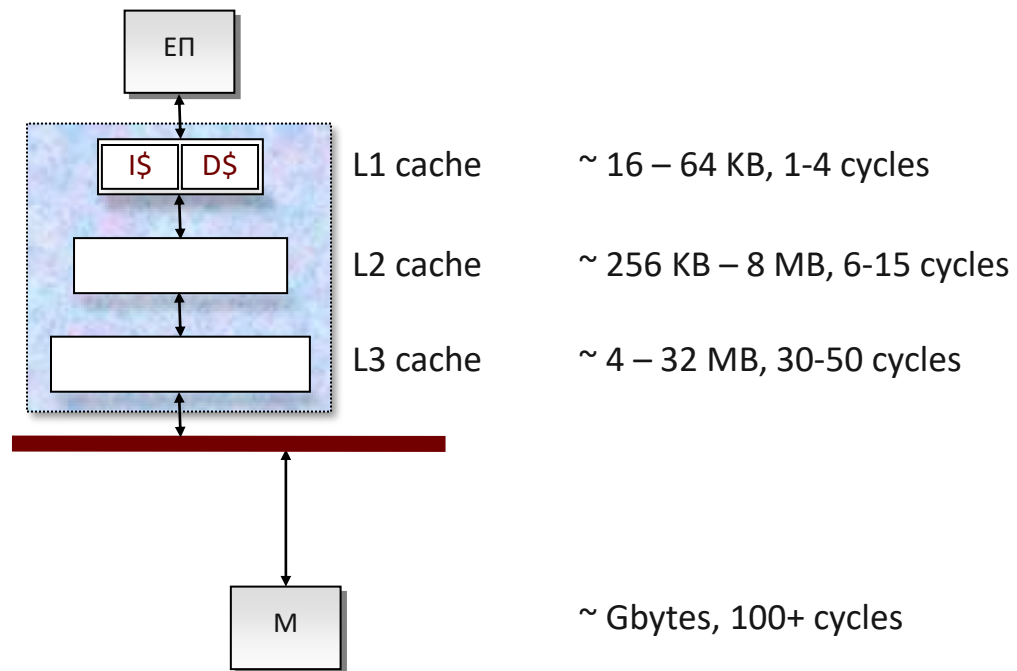 ΕΠ
I$ D$ L1 cache ~ 16 – 64 KB, 1-4 cycles
L2 cache ~ 256 KB – 8 MB, 6-15 cycles
L3 cache ~ 4 – 32 MB, 30-50 cycles
M ~ Gbytes, 100+ cycles